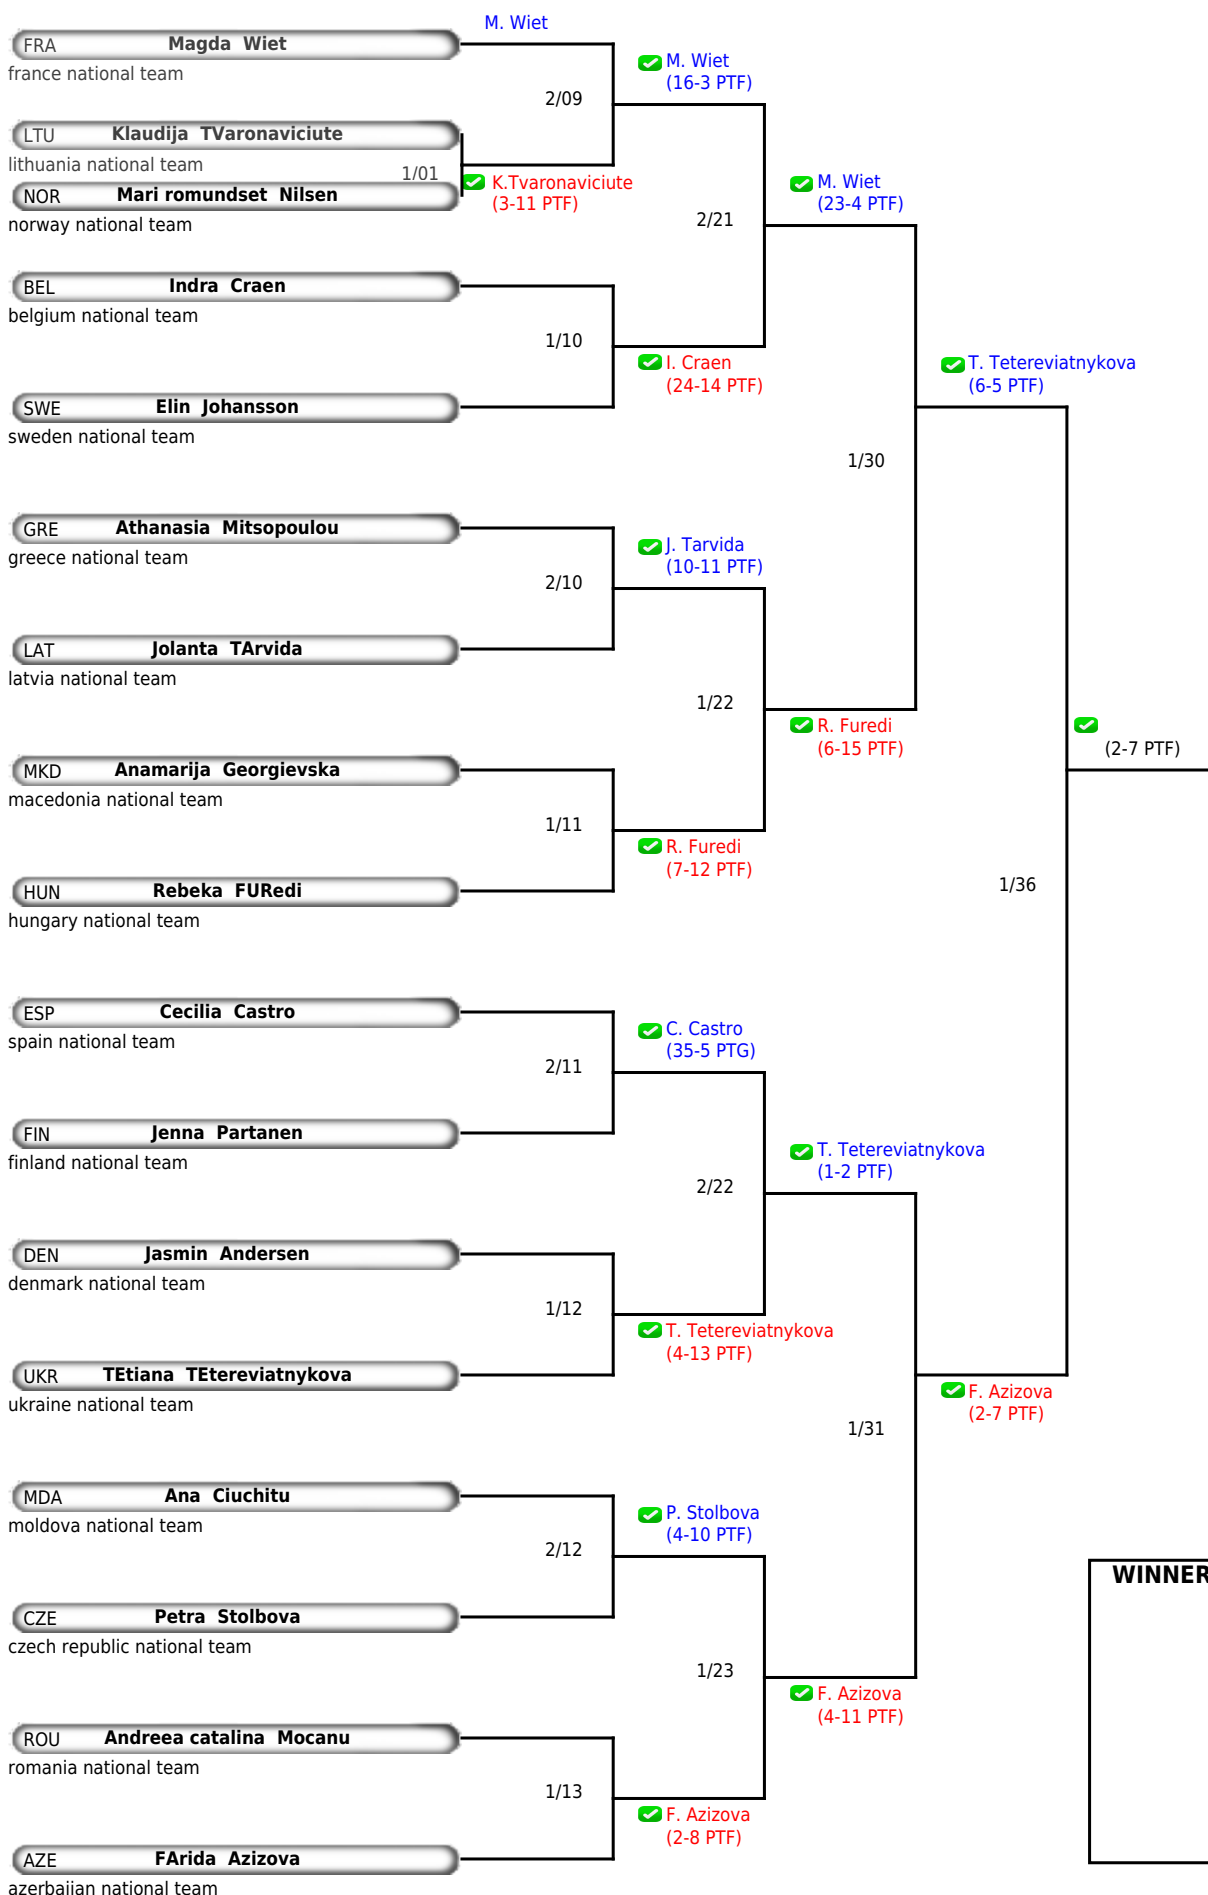 M. Wiet
FRA Magda Wiet
france national team
M. Wiet
(16-3 PTF)
2/09
LTU Klaudija TVaronaviciute
lithuania national team
1/01
K.Tvaronaviciute
(3-11 PTF)
NOR Mari romundset Nilsen
norway national team
M. Wiet
(23-4 PTF)
2/21
BEL Indra Craen
belgium national team
1/10
I. Craen
(24-14 PTF)
T. Tetereviatnykova
(6-5 PTF)
SWE Elin Johansson
sweden national team
1/30
GRE Athanasia Mitsopoulou
greece national team
J. Tarvida
(10-11 PTF)
2/10
LAT Jolanta TArvida
latvia national team
1/22
R. Furedi
(6-15 PTF)
(2-7 PTF)
MKD Anamarija Georgievska
macedonia national team
1/11
R. Furedi
(7-12 PTF)
HUN Rebeka FURedi
hungary national team
1/36
ESP Cecilia Castro
spain national team
C. Castro
(35-5 PTG)
2/11
FIN Jenna Partanen
finland national team
T. Tetereviatnykova
(1-2 PTF)
2/22
DEN Jasmin Andersen
denmark national team
1/12
T. Tetereviatnykova
(4-13 PTF)
UKR TEtiana TEtereviatnykova
ukraine national team
F. Azizova
(2-7 PTF)
1/31
MDA Ana Ciuchitu
moldova national team
P. Stolbova
(4-10 PTF)
2/12
WINNER
CZE Petra Stolbova
czech republic national team
1/23
F. Azizova
(4-11 PTF)
ROU Andreea catalina Mocanu
romania national team
1/13
F. Azizova
(2-8 PTF)
AZE FArida Azizova
azerbaijan national team